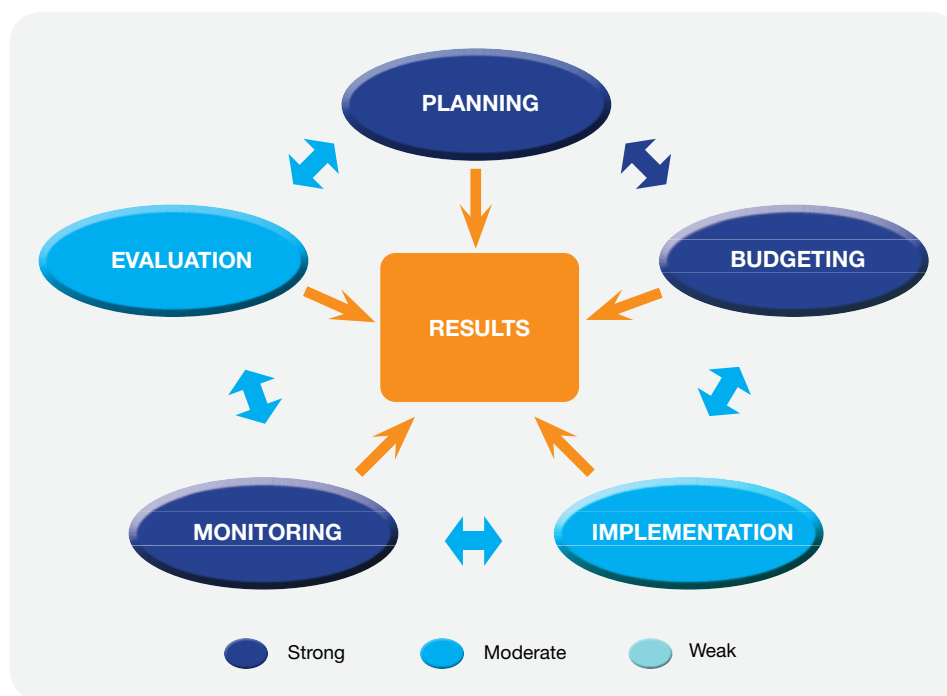 PLANNING
EVALUATION
BUDGETING
RESULTS
MONITORING
IMPLEMENTATION
Strong
Moderate
Weak